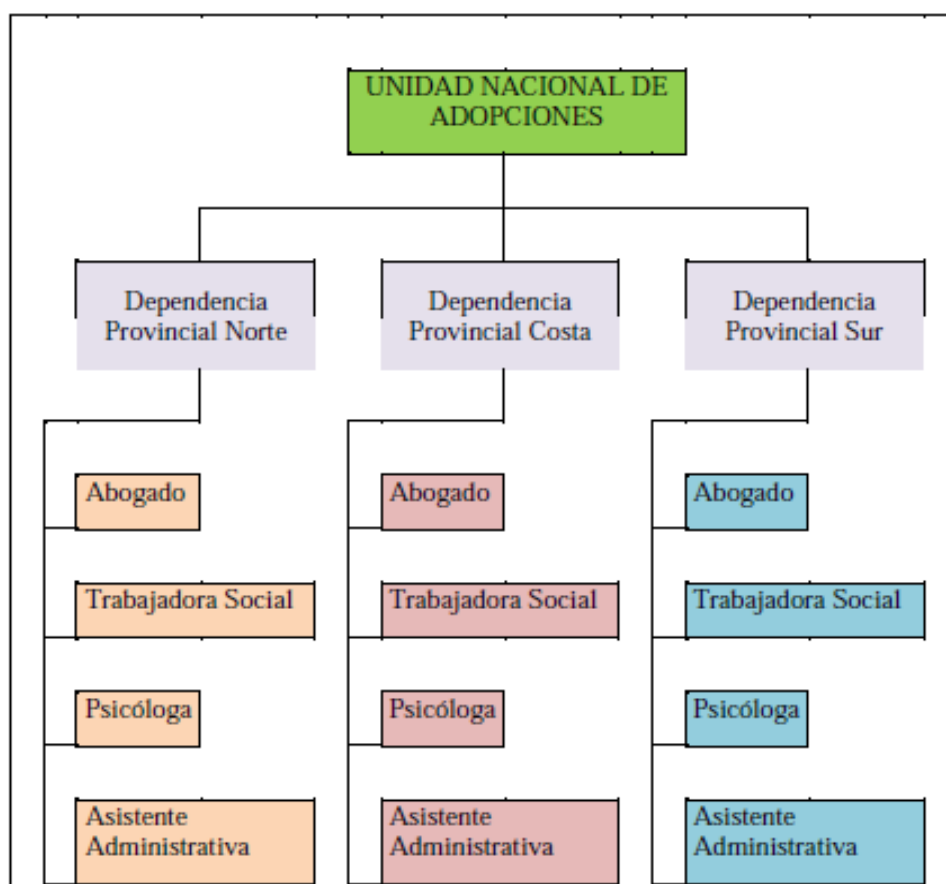 UNIDAD NACIONAL DE
ADOPCIONES
Dependencia
Provincial Norte
Dependencia
Provincial Costa
Dependencia
Provincial Sur
Abogado
Abogado
Abogado
Trabajadora Social
Trabajadora Social
Trabajadora Social
Psicóloga
Psicóloga
Psicóloga
Asistente
Administrativa
Asistente
Administrativa
Asistente
Administrativa